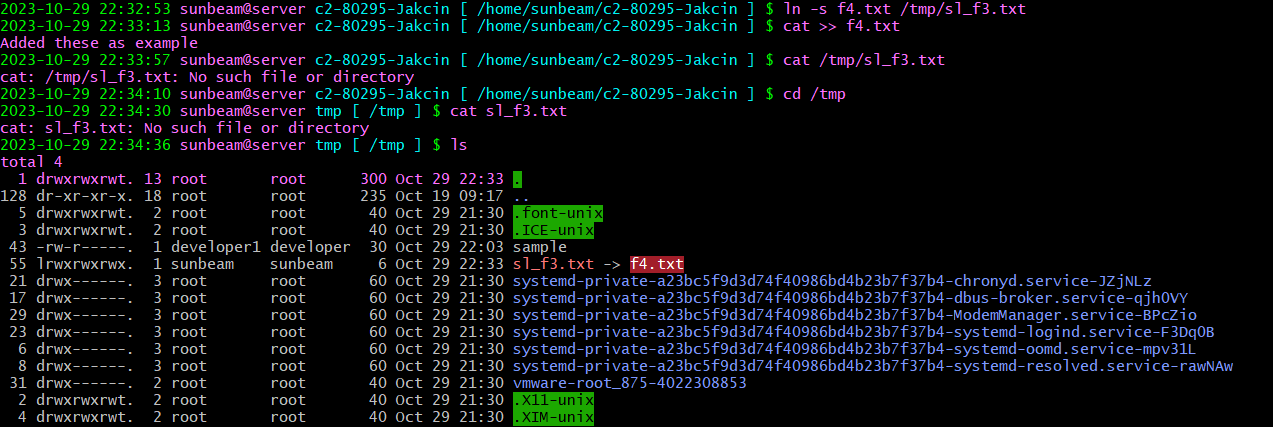 2023-10-29 22:32:53 sunbeam@server c2-80295-Jakcin [ /home/sunbeam/c2-80295-Jakcin ] $ ln -s f4.txt /tmp/sl_f3.txt
2023-10-29 22:33:13 sunbeam@server c2-80295-Jakcin [ /home/sunbeam/c2-80295-Jakcin ] $ cat >> f4.txt
Added these as example
2023-10-29 22:33:57 sunbeam@server c2-80295-Jakcin [ /home/sunbeam/c2-80295-Jakcin ] $ cat /tmp/sl_f3.txt
cat: /tmp/sl_f3.txt: No such file or directory
2023-10-29 22:34:10 sunbeam@server c2-80295-Jakcin [ /home/sunbeam/c2-80295-Jakcin ] $ cd /tmp
2023-10-29 22:34:30 sunbeam@server tmp [ /tmp ] $ cat sl_f3.txt
cat: sl_f3.txt: No such file or directory
2023-10-29 22:34:36 sunbeam@server tmp [ /tmp ] $ ls
total 4
  1 drwxrwxrwt. 13 root       root      300 Oct 29 22:33 .
128 dr-xr-xr-x. 18 root       root      235 Oct 19 09:17 ..
  5 drwxrwxrwt.  2 root       root       40 Oct 29 21:30 .font-unix
  3 drwxrwxrwt.  2 root       root       40 Oct 29 21:30 .ICE-unix
 43 -rw-r-----.  1 developer1 developer  30 Oct 29 22:03 sample
 55 lrwxrwxrwx.  1 sunbeam    sunbeam     6 Oct 29 22:33 sl_f3.txt -> f4.txt
 21 drwx------.  3 root       root       60 Oct 29 21:30 systemd-private-a23bc5f9d3d74f40986bd4b23b7f37b4-chronyd.service-JZjNLz
 17 drwx------.  3 root       root       60 Oct 29 21:30 systemd-private-a23bc5f9d3d74f40986bd4b23b7f37b4-dbus-broker.service-qjhOVY
 29 drwx------.  3 root       root       60 Oct 29 21:30 systemd-private-a23bc5f9d3d74f40986bd4b23b7f37b4-ModemManager.service-BPcZio
 23 drwx------.  3 root       root       60 Oct 29 21:30 systemd-private-a23bc5f9d3d74f40986bd4b23b7f37b4-systemd-logind.service-F3DqOB
  6 drwx------.  3 root       root       60 Oct 29 21:30 systemd-private-a23bc5f9d3d74f40986bd4b23b7f37b4-systemd-oomd.service-mpv31L
  8 drwx------.  3 root       root       60 Oct 29 21:30 systemd-private-a23bc5f9d3d74f40986bd4b23b7f37b4-systemd-resolved.service-rawNAw
 31 drwx------.  2 root       root       40 Oct 29 21:30 vmware-root_875-4022308853
  2 drwxrwxrwt.  2 root       root       40 Oct 29 21:30 .X11-unix
  4 drwxrwxrwt.  2 root       root       40 Oct 29 21:30 .XIM-unix